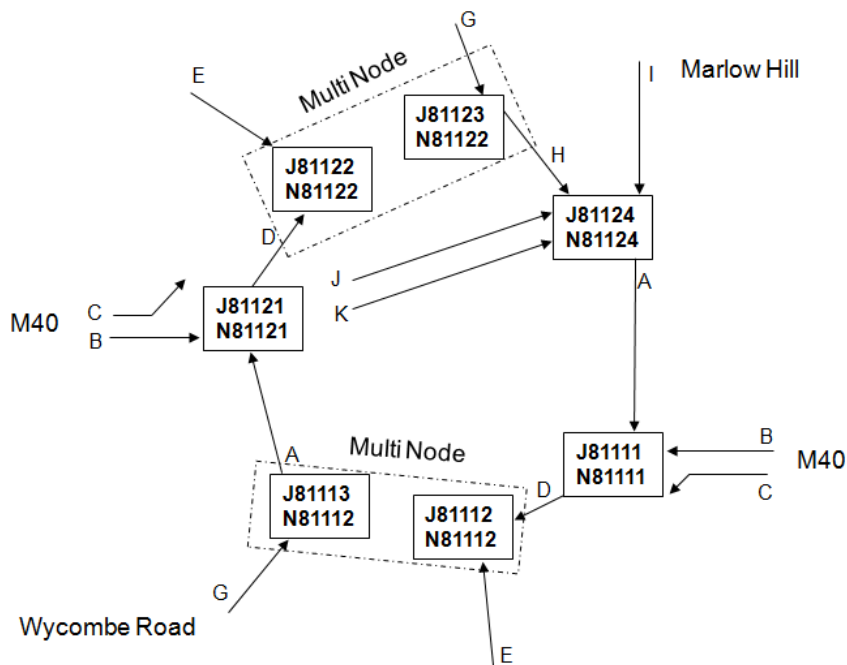 G
E
Multi Node
I
Marlow Hill
J81123
N81122
J81122
N81122
H
J81124
N81124
D
J
A
C
K
M40
J81121
N81121
B
A
Multi Node
J81111
N81111
B
M40
C
D
J81113
N81112
J81112
N81112
G
Wycombe Road
E